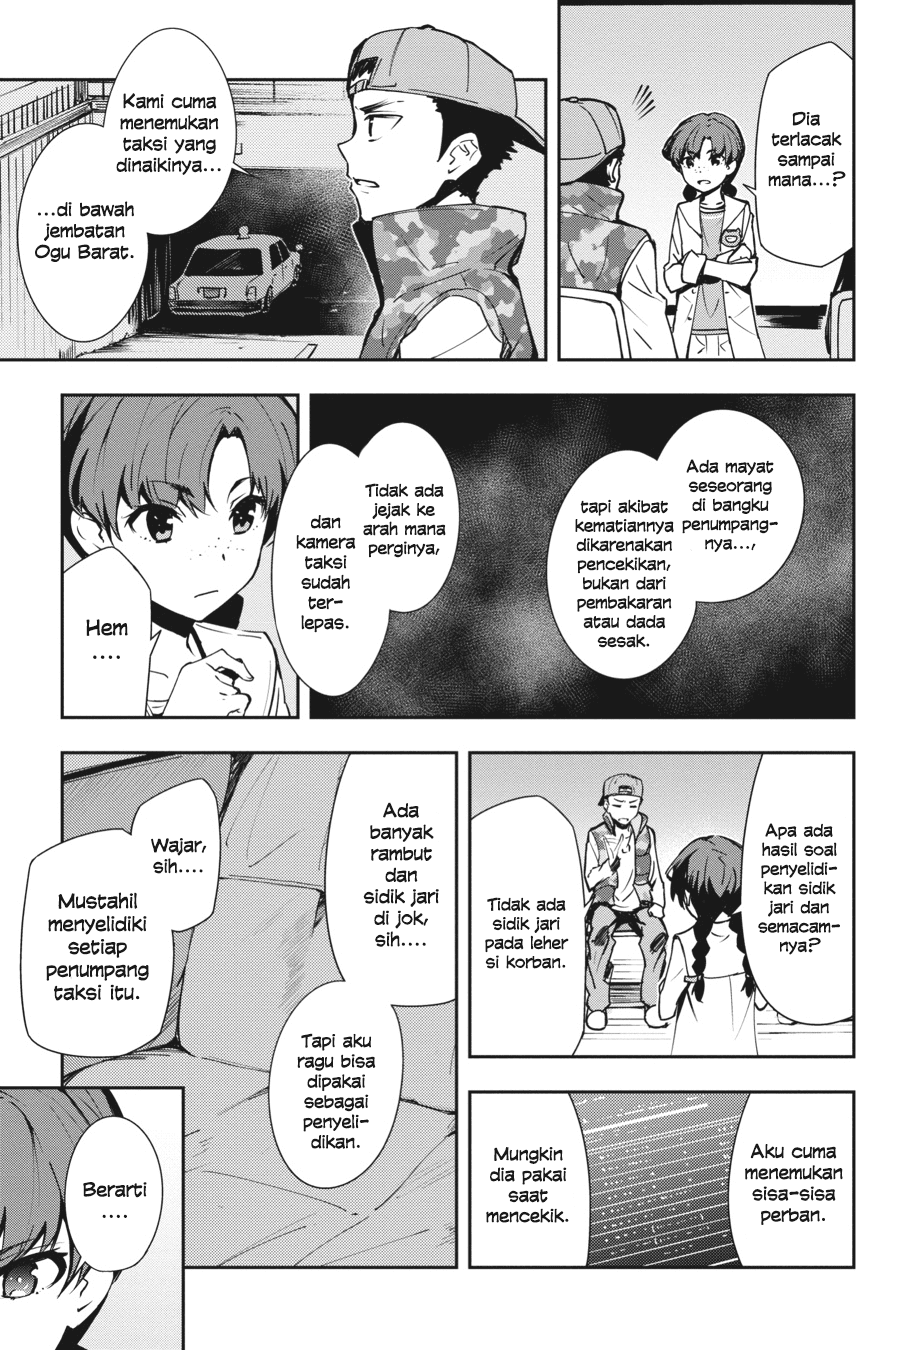 Dia
terlacak
sampai
mana...?
Kami cuma
menemukan
taksi yang
dinaikinya...
...di bawah
jembatan
Ogu Barat.
Ada mayat
seseorang
di bangku
penumpang-
nya...,
tapi akibat
kematiannya
dikarenakan
pencekikan,
bukan dari
pembakaran
atau dada
sesak.
Tidak ada
jejak ke
arah mana
perginya,
dan
kamera
taksi
sudah
ter-
lepas.
Hem
....
Apa ada
hasil soal
penyelidi-
kan sidik
jari dan
semacam-
nya?
Tidak ada
sidik jari
pada leher
si korban.
Aku cuma
menemukan
sisa-sisa
perban.
Mungkin
dia pakai
saat
mencekik.
Ada
banyak
rambut
dan
sidik jari
di jok,
sih....
Tapi aku
ragu bisa
dipakai
sebagai
penyeli-
dikan.
Wajar,
sih....
Mustahil
menyelidiki
setiap
penumpang
taksi itu.
Berarti
....